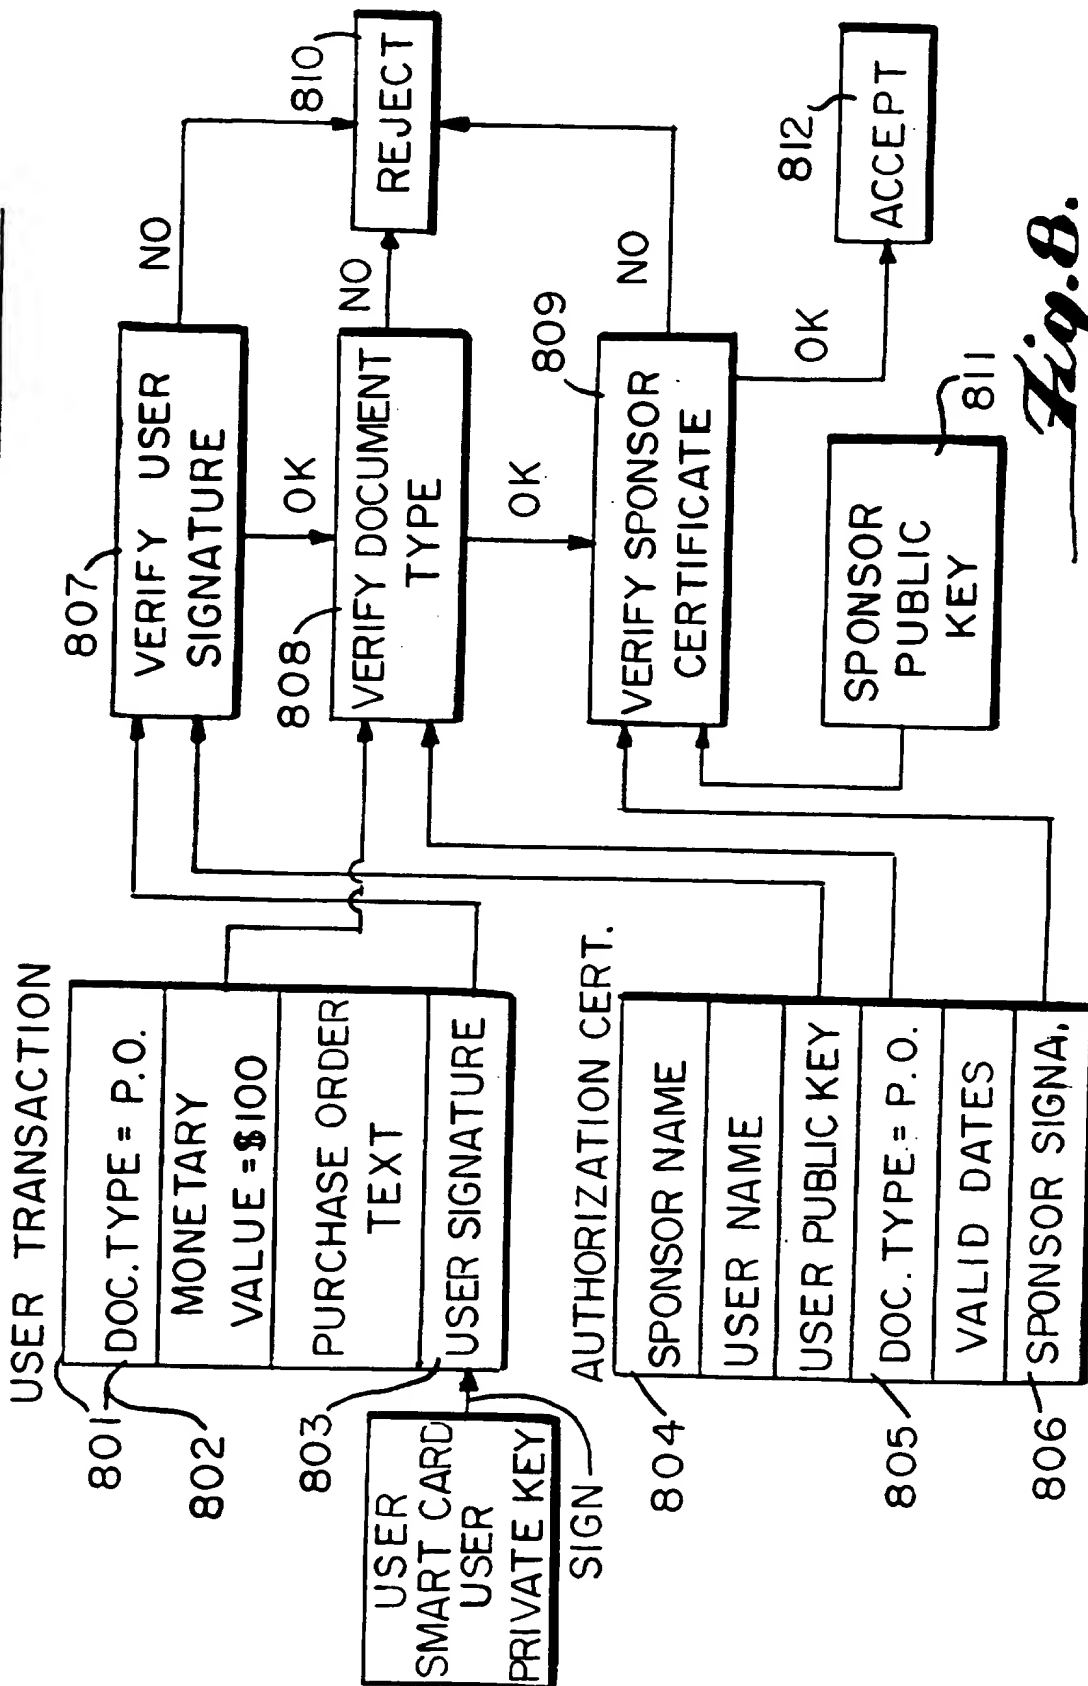 USER TRANSACTION
801
DOC. TYPE = P.O.
802
MONETARY
VALUE = $100
PURCHASE ORDER
TEXT
803
USER SIGNATURE
USER
SMART CARD
USER
PRIVATE KEY
SIGN
AUTHORIZATION CERT.
804
SPONSOR NAME
USER NAME
USER PUBLIC KEY
805
DOC. TYPE = P.O.
VALID DATES
806
SPONSOR SIGNA.
807
VERIFY USER
SIGNATURE
NO
OK
808
VERIFY DOCUMENT
TYPE
NO
OK
809
VERIFY SPONSOR
CERTIFICATE
NO
OK
810
REJECT
811
SPONSOR
PUBLIC
KEY
812
ACCEPT
Fig. 8.